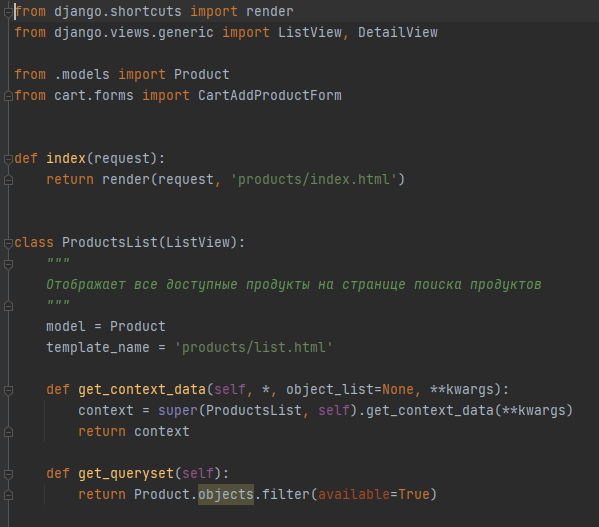 from django.shortcuts import render
from django.views.generic import ListView, DetailView
from .models import Product
from cart.forms import CartAddProductForm
def index(request):
    return render(request, 'products/index.html')
class ProductsList(ListView):
    """
    Отображает все доступные продукты на странице поиска продуктов
    """
    model = Product
    template_name = 'products/list.html'
    def get_context_data(self, *, object_list=None, **kwargs):
        context = super(ProductsList, self).get_context_data(**kwargs)
        return context
    def get_queryset(self):
        return Product.objects.filter(available=True)